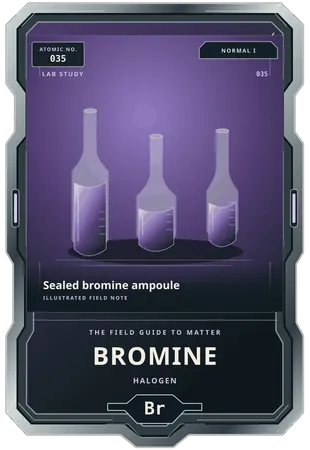 ATOMIC NO.
035
NORMAL I
LAB STUDY
035
Sealed bromine ampoule
ILLUSTRATED FIELD NOTE
THE FIELD GUIDE TO MATTER
BROMINE
HALOGEN
Br